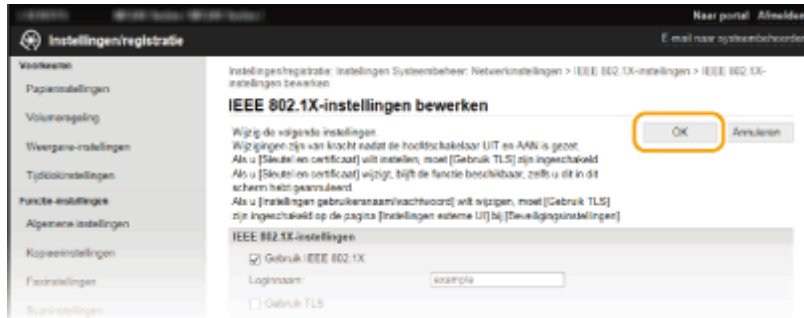 Naar portal Afmelden
Instellingen/registratie
E-mail naar systeembeheerder
Voorkeuren
Papierinstellingen
Volumeregeling
Weergave-instellingen
Tijdklokinstellingen
Functie-instellingen
Algemene instellingen
Kopieerinstellingen
Faxinstellingen
Scaninstellingen
Instellingen/registratie: Instellingen Systeembeheer: Netwerkinstellingen > IEEE 802.1X-instellingen > IEEE 802.1X-
instellingen bewerken
IEEE 802.1X-instellingen bewerken
Wijzig de volgende instellingen.
Wijzigingen zijn van kracht nadat de hoofdschakelaar UIT en AAN is gezet.
Als u [Sleutel en certificaat] wilt instellen, moet [Gebruik TLS] zijn ingeschakeld.
Als u [Sleutel en certificaat] wijzigt, blijft de functie beschikbaar, zelfs u dit in dit
scherm hebt geannuleerd.
Als u [Instellingen gebruikersnaam/wachtwoord] wilt wijzigen, moet [Gebruik TLS]
zijn ingeschakeld op de pagina [Instellingen externe UI] bij [Beveiligingsinstellingen]
OK
Annuleren
IEEE 802.1X-instellingen
Gebruik IEEE 802.1X
Loginnaam:
example
Gebruik TLS